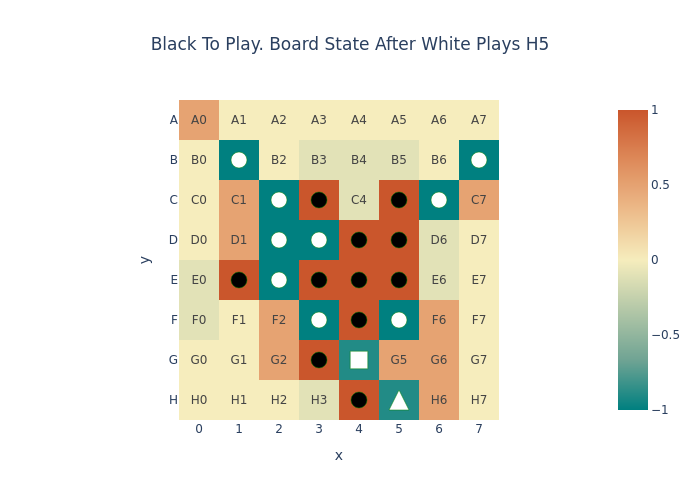 Black To Play. Board State After White Plays H5
A A0 A1 A2 A3 A4 A5 A6 A7
B B0 B2 B3 B4 B5 B6
C C0 C1 C4 C7
D D0 D1 D6 D7
E E0 E6 E7
F F0 F1 F2 F6 F7
G G0 G1 G2 G5 G6 G7
H H0 H1 H2 H3 H6 H7
0 1 2 3 4 5 6 7
x
y
1
0.5
0
−0.5
−1